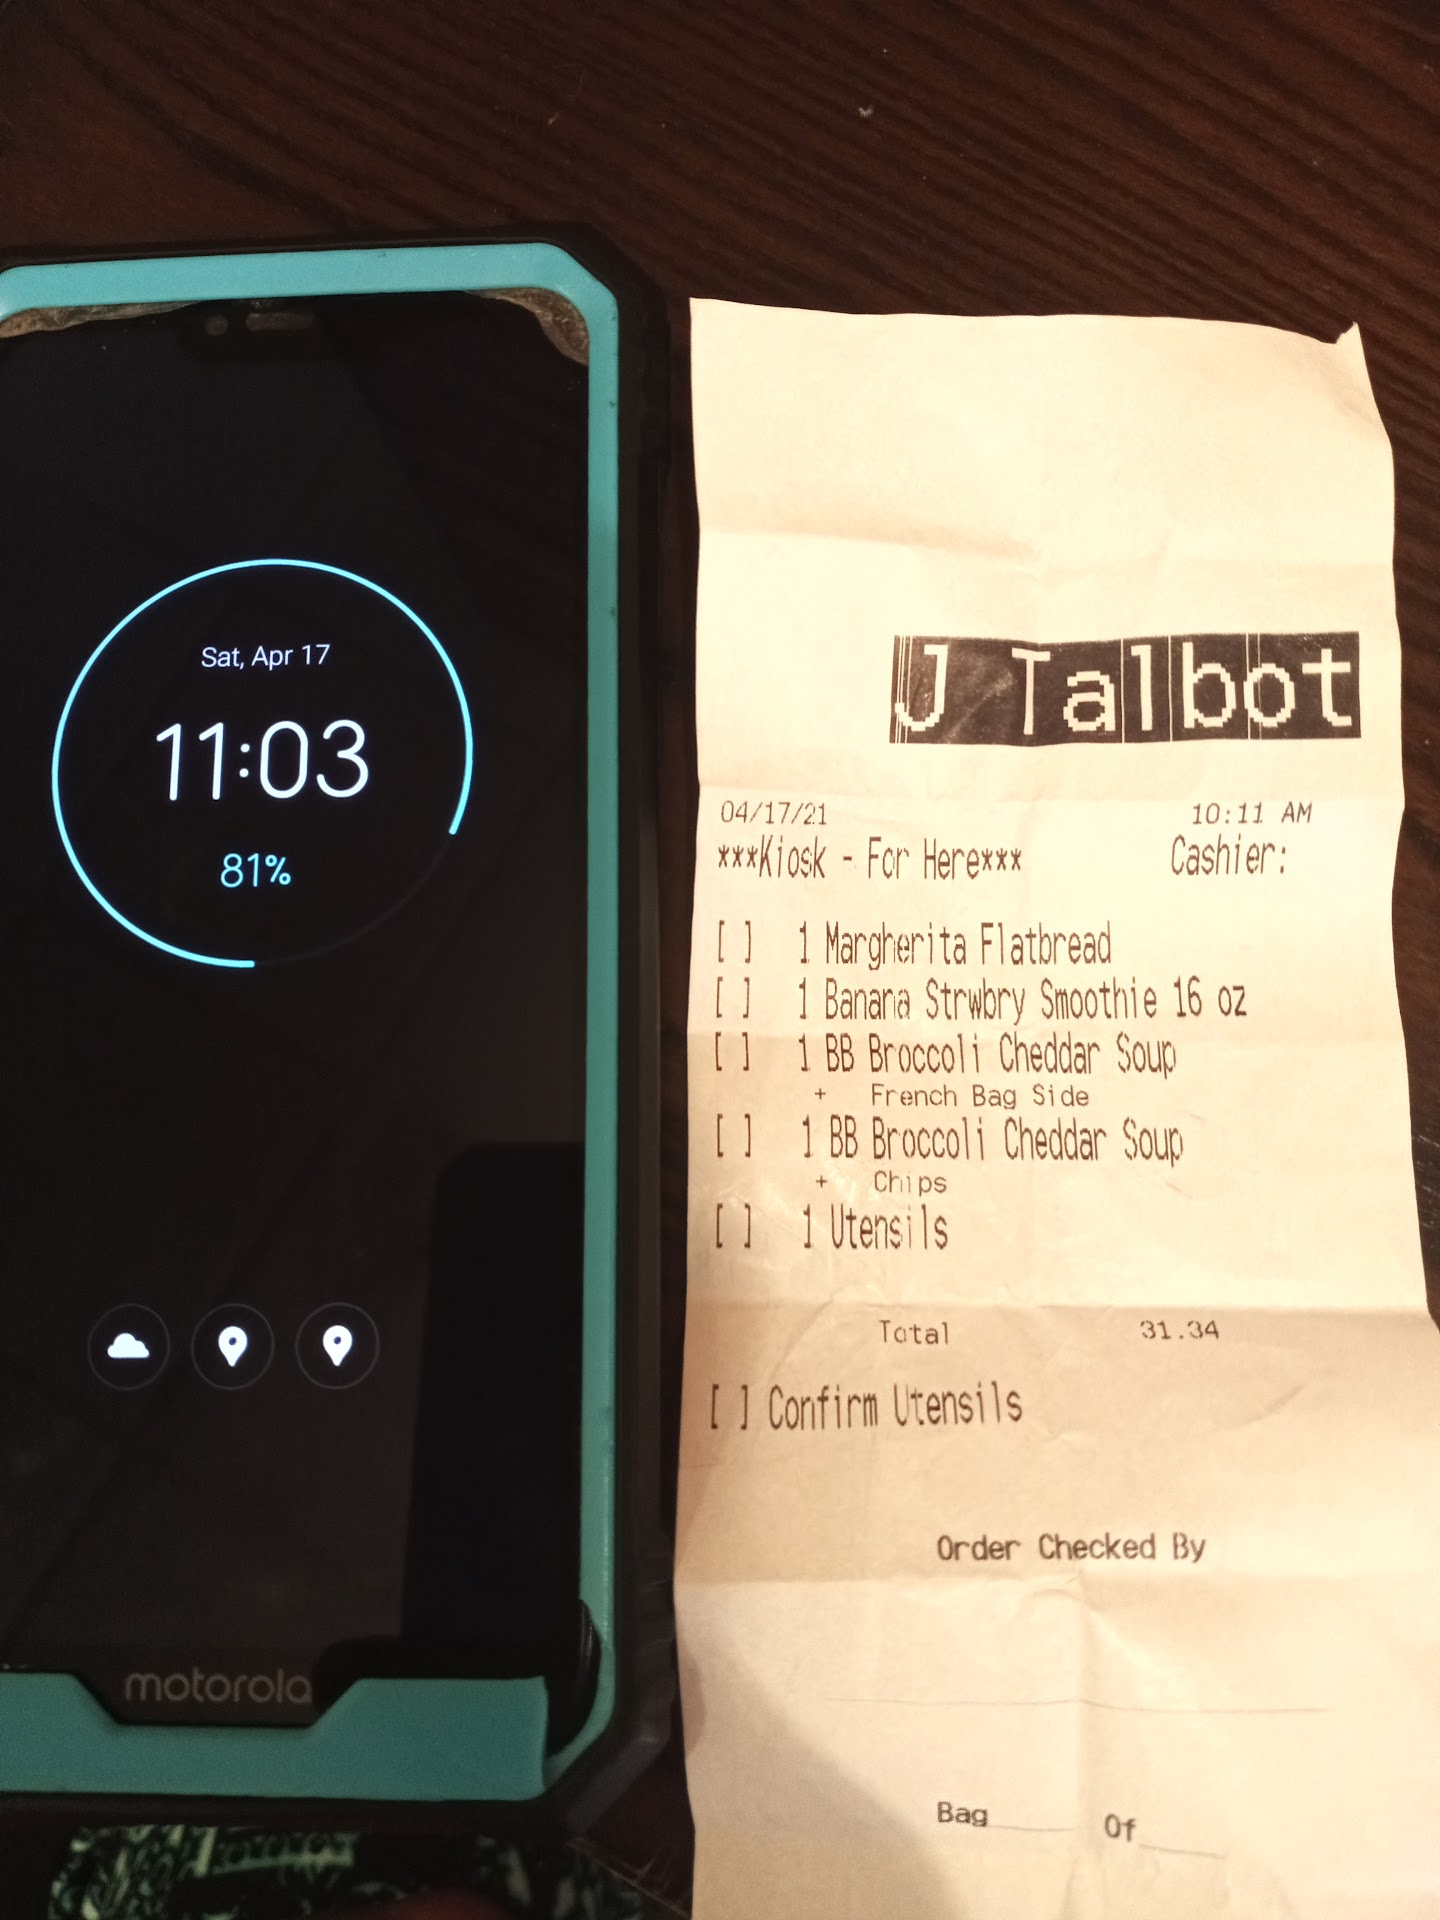 Sat, Apr 17
11:03
81%
motorola
J Talbot
04/17/21 10:11 AM
***Kiosk - For Here*** Cashier:
[ ] 1 Margherita Flatbread
[ ] 1 Banana Strwbry Smoothie 16 oz
[ ] 1 BB Broccoli Cheddar Soup
+ French Bag Side
[ ] 1 BB Broccoli Cheddar Soup
+ Chips
[ ] 1 Utensils
Total 31.34
[ ] Confirm Utensils
Order Checked By
Bag______ Of______